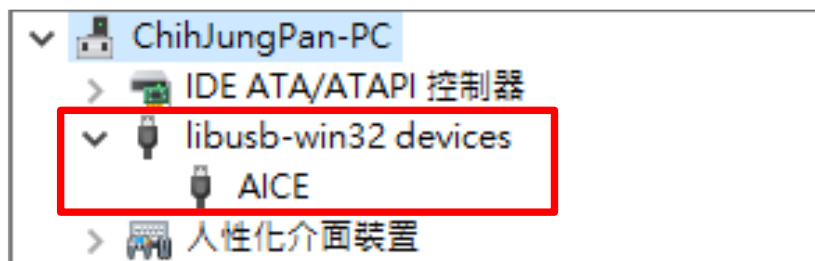 ChihJungPan-PC
IDE ATA/ATAPI 控制器
libusb-win32 devices
AICE
人性化介面裝置